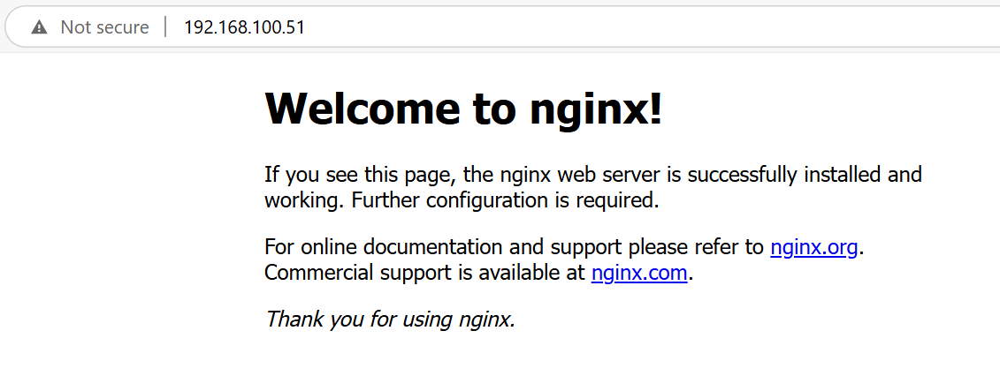 Not secure | 192.168.100.51
Welcome to nginx!
If you see this page, the nginx web server is successfully installed and
working. Further configuration is required.
For online documentation and support please refer to nginx.org.
Commercial support is available at nginx.com.
Thank you for using nginx.